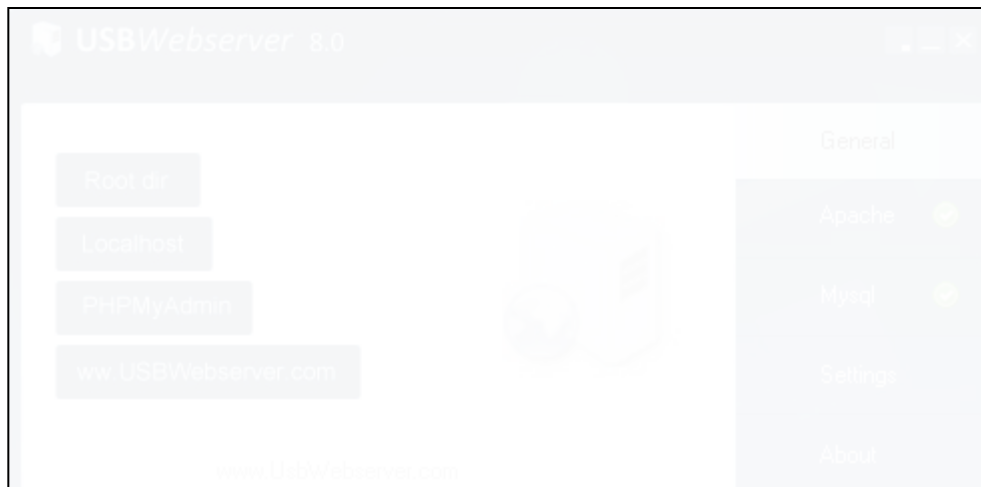 USBWebserver 8.0
General
Root dir
Apache
Localhost
PHPMyAdmin
Mysql
ww.USBWebserver.com
Settings
About
www.UsbWebserver.com